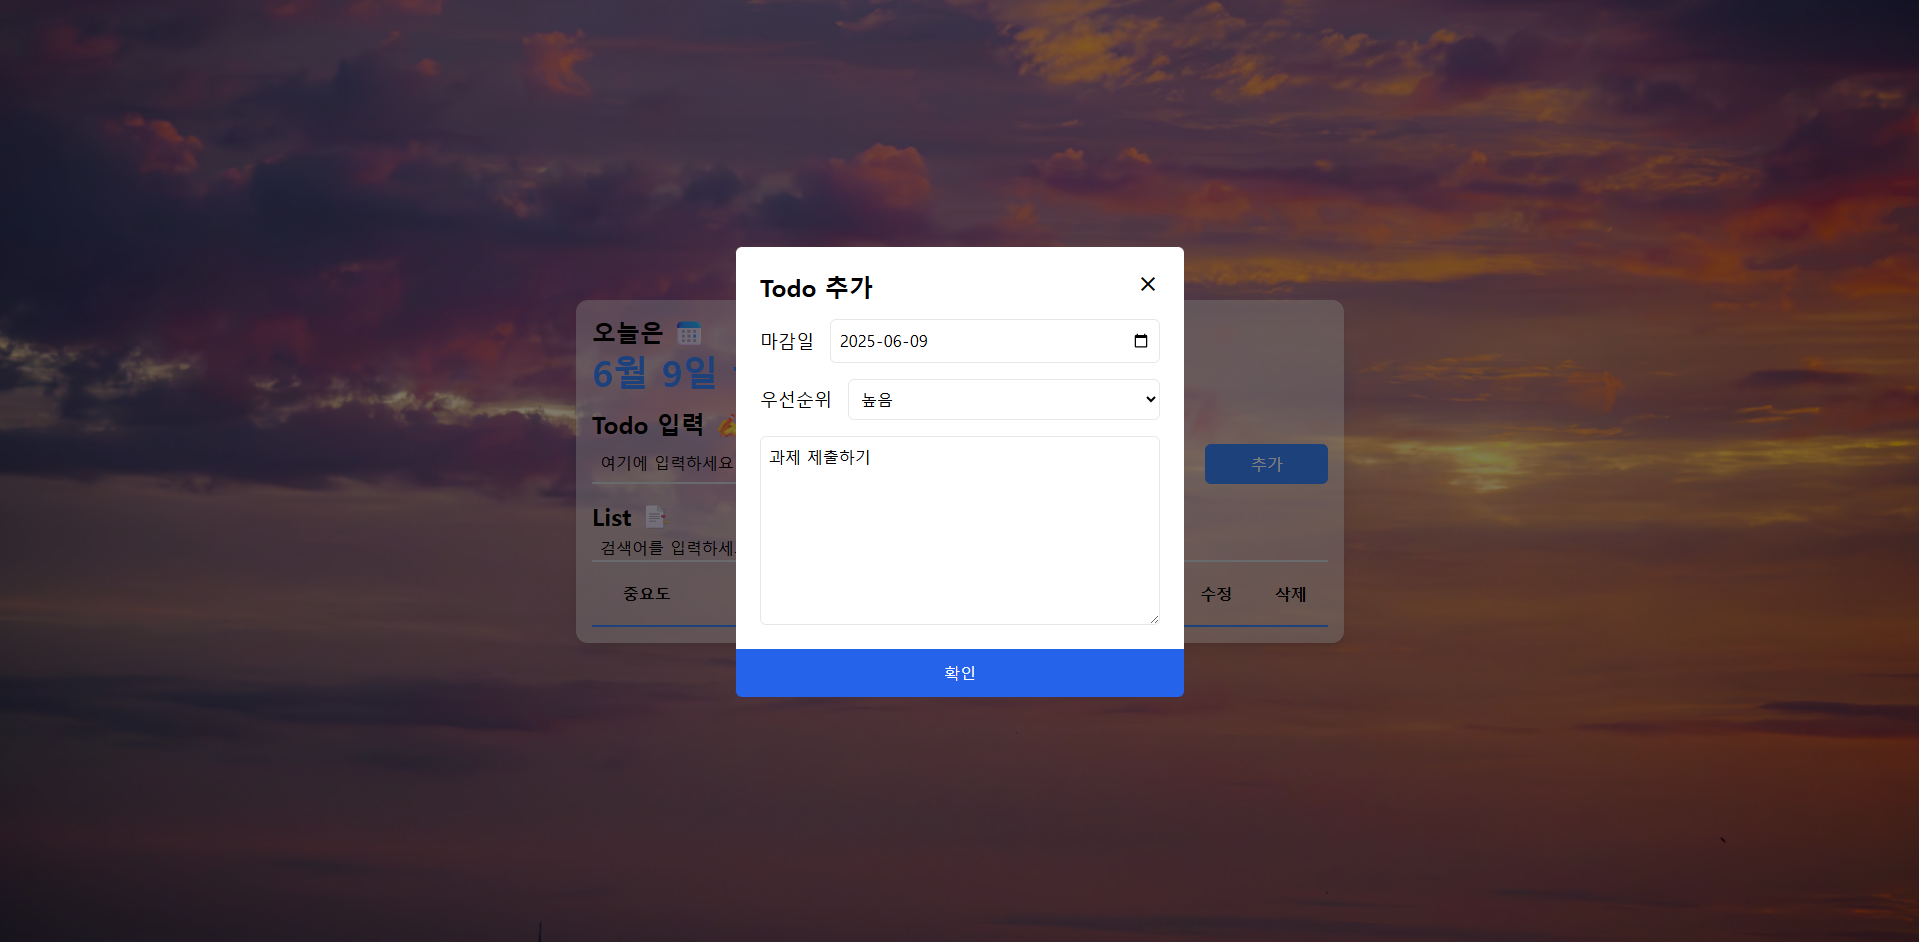 Todo 추가
마감일 2025-06-09
우선순위 높음
과제 제출하기
확인
오늘은
6월 9일
Todo 입력
여기에 입력하세요
추가
List
검색어를 입력하세
중요도 수정 삭제